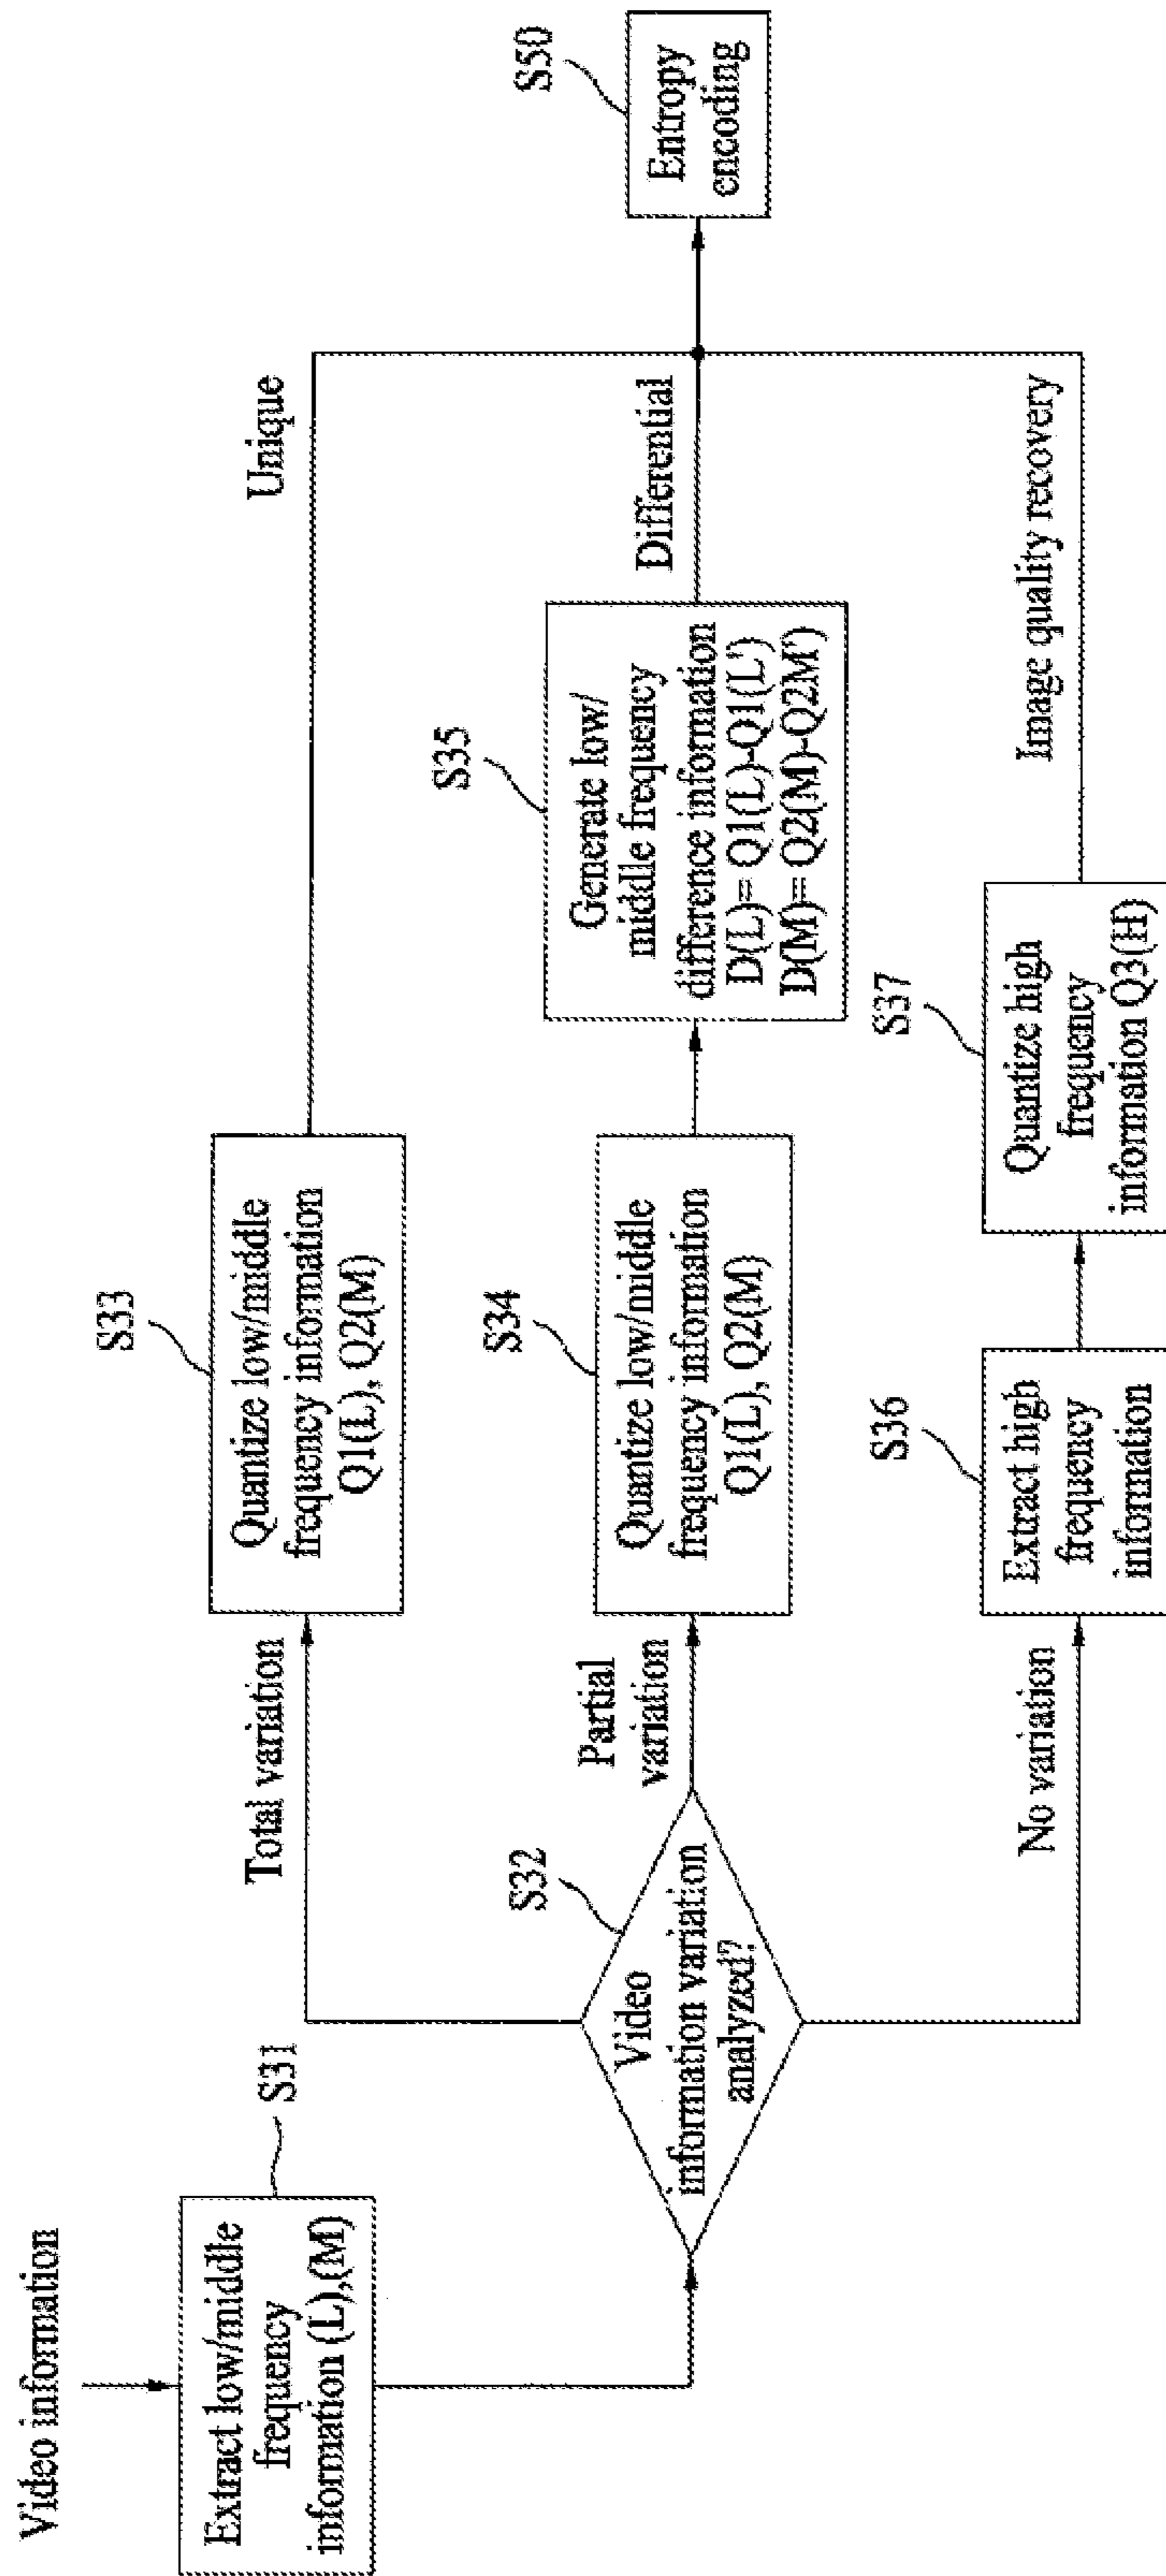 Video information
S31
Extract low/middle
frequency
information (L),(M)
S32
Video
information variation
analyzed?
Total variation
Partial
variation
No variation
S33
Quantize low/middle
frequency information
Q1(L), Q2(M)
S34
Quantize low/middle
frequency information
Q1(L), Q2(M)
S35
Generate low/
middle frequency
difference information
D(L)= Q1(L)-Q1(L')
D(M)= Q2(M)-Q2M')
S36
Extract high
frequency
information
S37
Quantize high
frequency
information Q3(H)
Unique
Differential
Image quality recovery
S50
Entropy
encoding